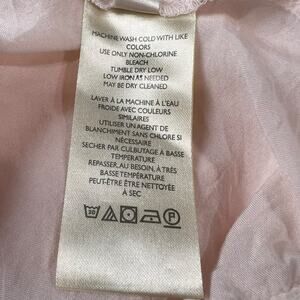 MACHINE WASH COLD WITH LIKE
COLORS
USE ONLY NON-CHLORINE
BLEACH
TUMBLE DRY LOW
LOW IRON AS NEEDED
MAY BE DRY CLEANED
LAVER À LA MACHINE À L'EAU
FROIDE AVEC COULEURS
SIMILAIRES
UTILISER UN AGENT DE
BLANCHIMENT SANS CHLORE SI
NÉCESSAIRE
SECHER PAR CULBUTAGE À BASSE
TEMPERATURE
REPASSER, AU BESOIN, À TRÈS
BASSE TEMPÉRATURE
PEUT-ÊTRE ÊTRE NETTOYÉE
À SEC
30 P